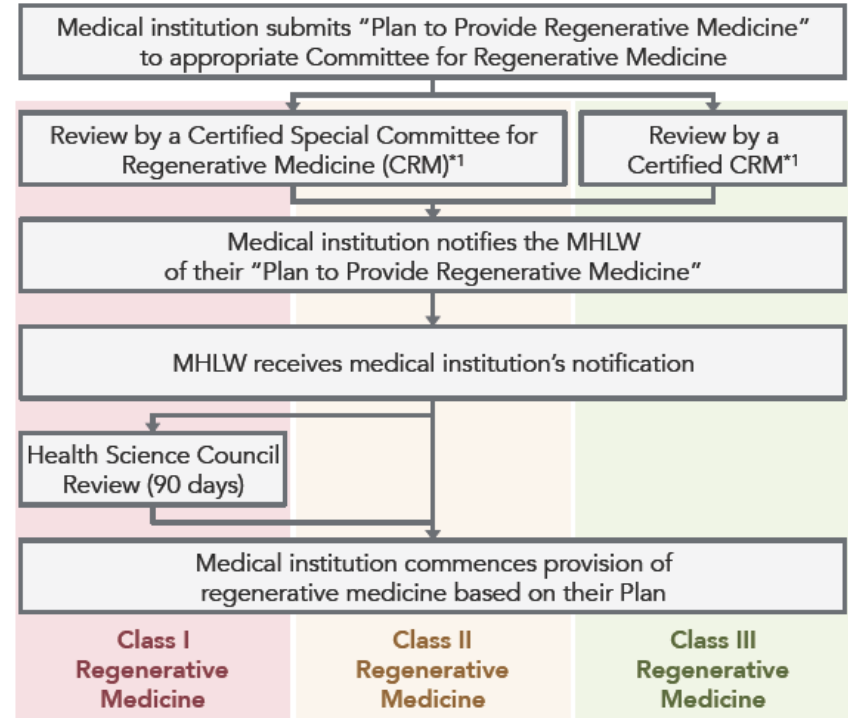 Medical institution submits “Plan to Provide Regenerative Medicine”
to appropriate Committee for Regenerative Medicine
Review by a Certified Special Committee for
Regenerative Medicine (CRM)*1
Review by a
Certified CRM*1
Medical institution notifies the MHLW
of their “Plan to Provide Regenerative Medicine”
MHLW receives medical institution’s notification
Health Science Council
Review (90 days)
Medical institution commences provision of
regenerative medicine based on their Plan
Class I
Regenerative
Medicine
Class II
Regenerative
Medicine
Class III
Regenerative
Medicine